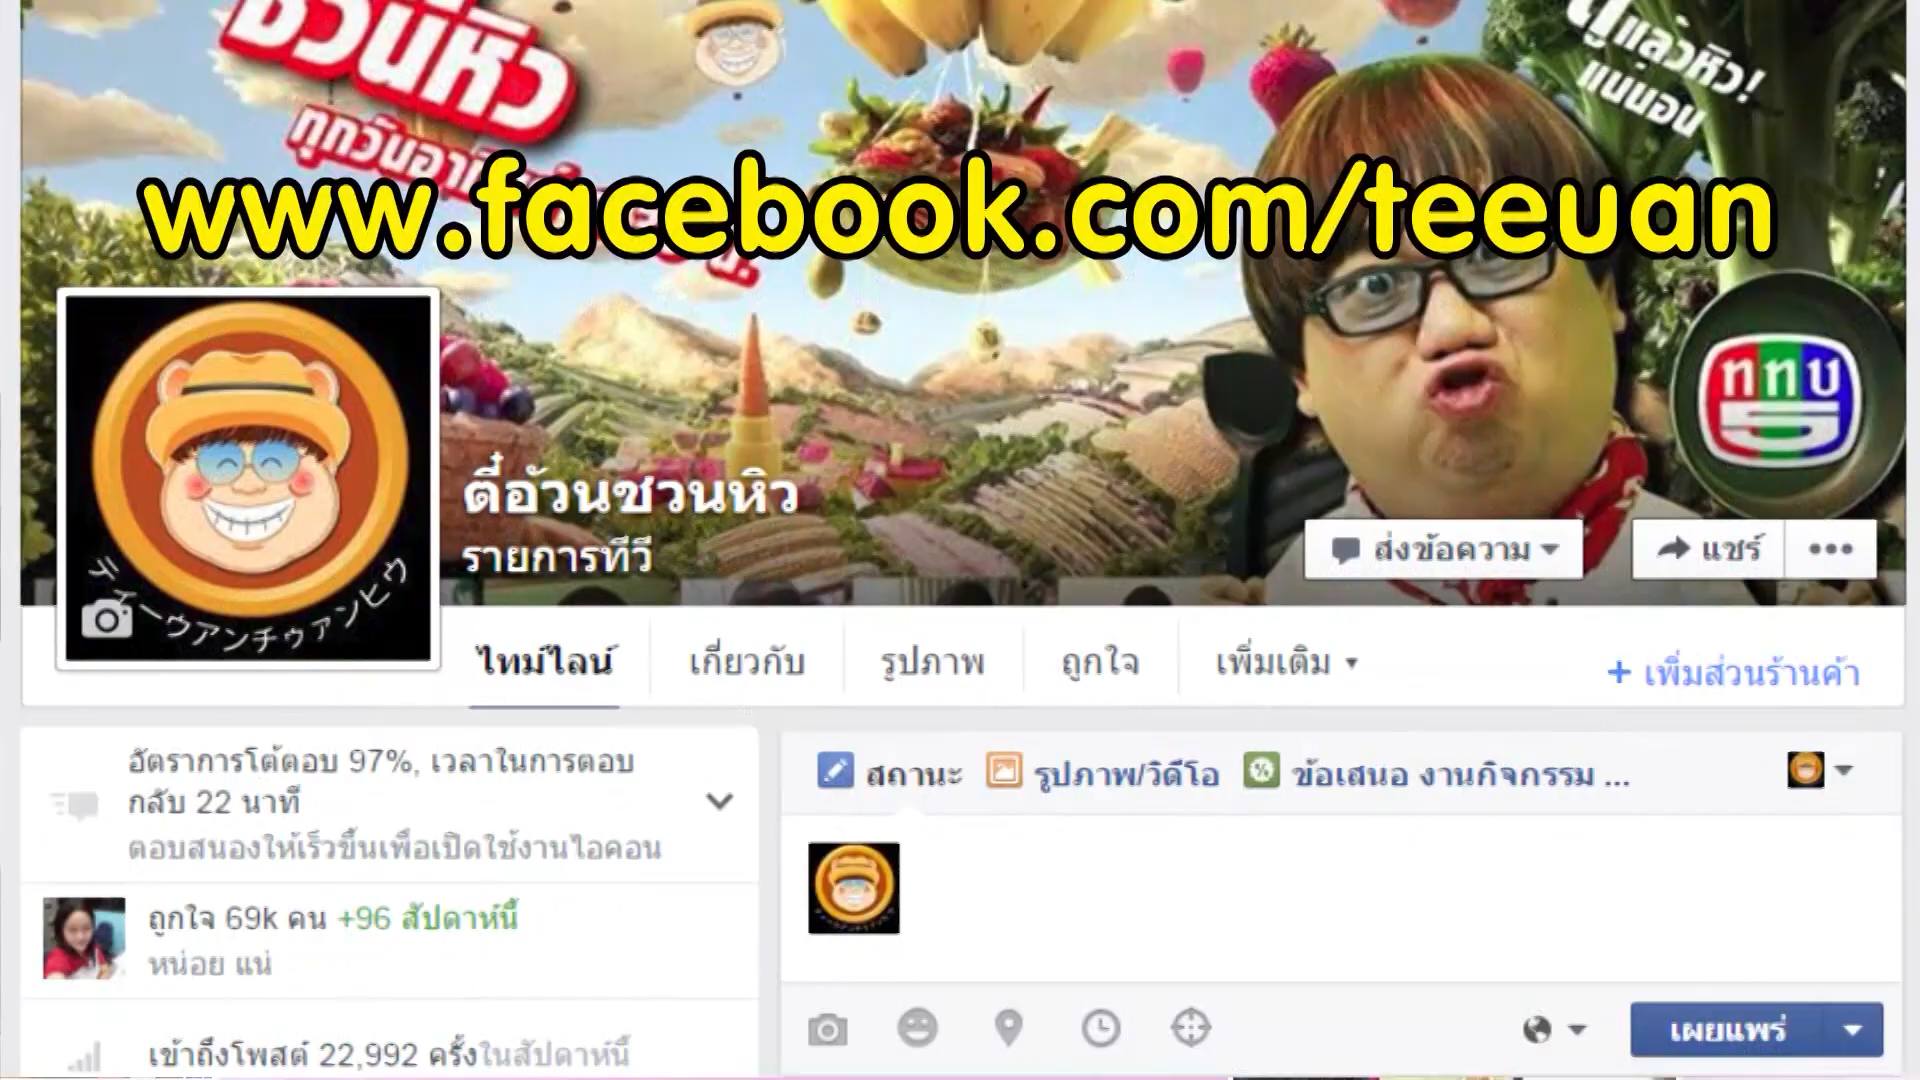 ชวนหิว
ดูแล้วหิว!
แน่นอน
www.facebook.com/teeuan
ททบ
5
ตี๋อ้วนชวนหิว
รายการทีวี
ส่งข้อความ
แชร์
ティーウアンチゥアンヒウ
ไทม์ไลน์
เกี่ยวกับ
รูปภาพ
ถูกใจ
เพิ่มเติม
+ เพิ่มส่วนร้านค้า
อัตราการโต้ตอบ 97%, เวลาในการตอบ
กลับ 22 นาที
ตอบสนองให้เร็วขึ้นเพื่อเปิดใช้งานไอคอน
สถานะ
รูปภาพ/วิดีโอ
ข้อเสนอ งานกิจกรรม ...
ถูกใจ 69k คน +96 สัปดาห์นี้
หน่อย แน่
เข้าถึงโพสต์ 22,992 ครั้งในสัปดาห์นี้
เผยแพร่